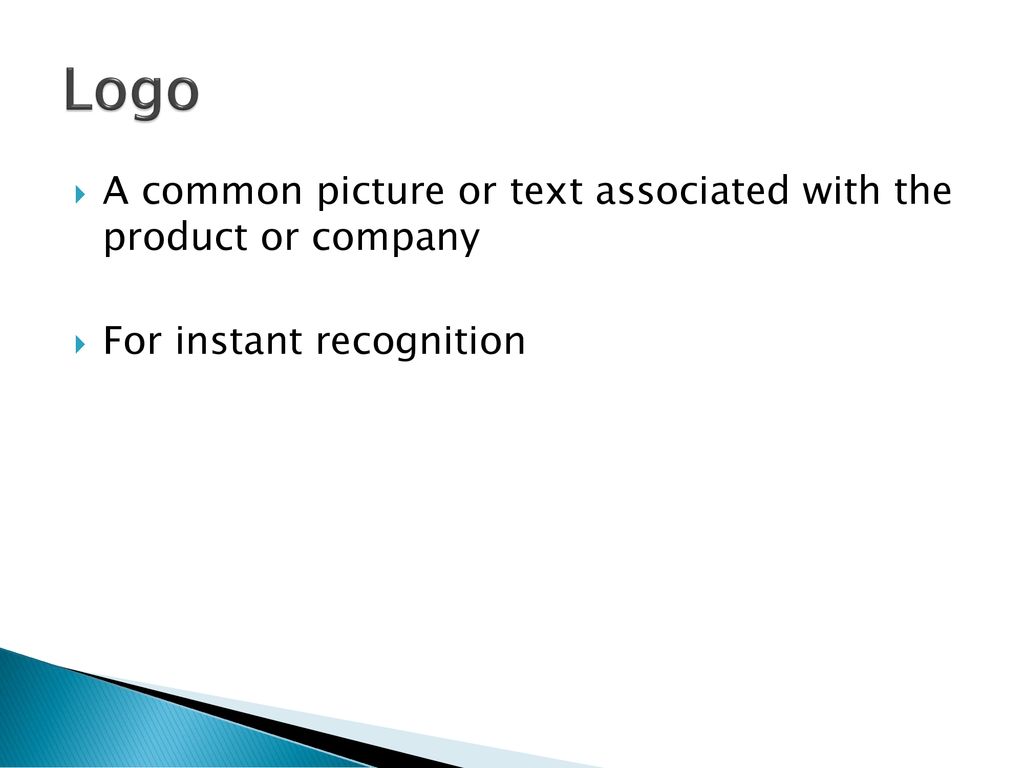 Logo
A common picture or text associated with the
product or company
For instant recognition